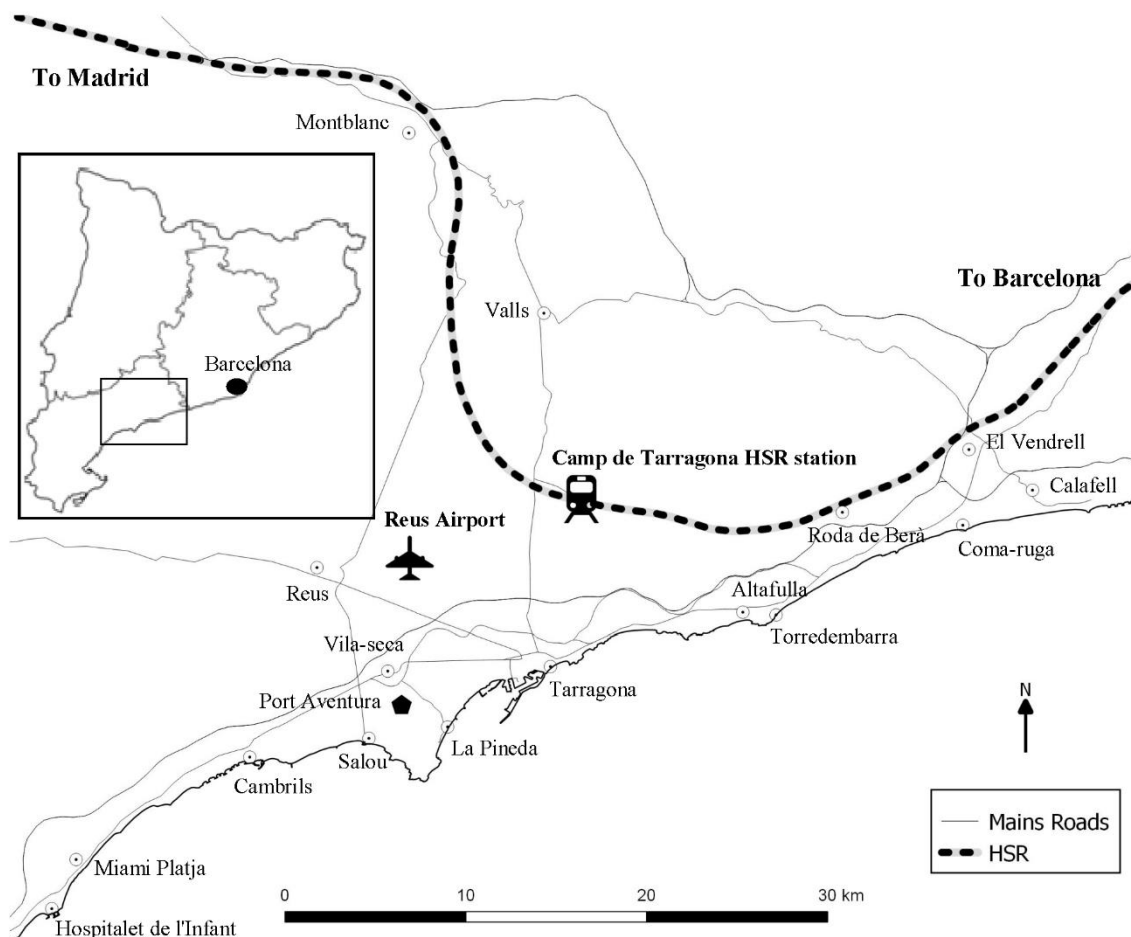 To Madrid
Montblanc
Barcelona
To Barcelona
Valls
El Vendrell
Camp de Tarragona HSR station
Calafell
Reus Airport
Roda de Berà
Coma-ruga
Reus
Altafulla
Torredembarra
Vila-seca
Tarragona
Port Aventura
N
La Pineda
Salou
Cambrils
Mains Roads
HSR
Miami Platja
0 10 20 30 km
Hospitalet de l'Infant